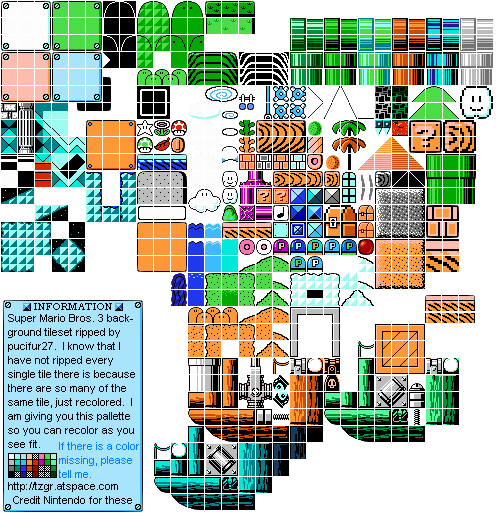 INFORMATION
Super Mario Bros. 3 back-
ground tileset ripped by
pucifur27. I know that I
have not ripped every
single tile there is because
there are so many of the
same tile, just recolored. I
am giving you this pallette
so you can recolor as you
see fit.
If there is a color
missing, please
tell me.
http://tzgr.atspace.com
Credit Nintendo for these
? ?
? ?
P P P P
P P